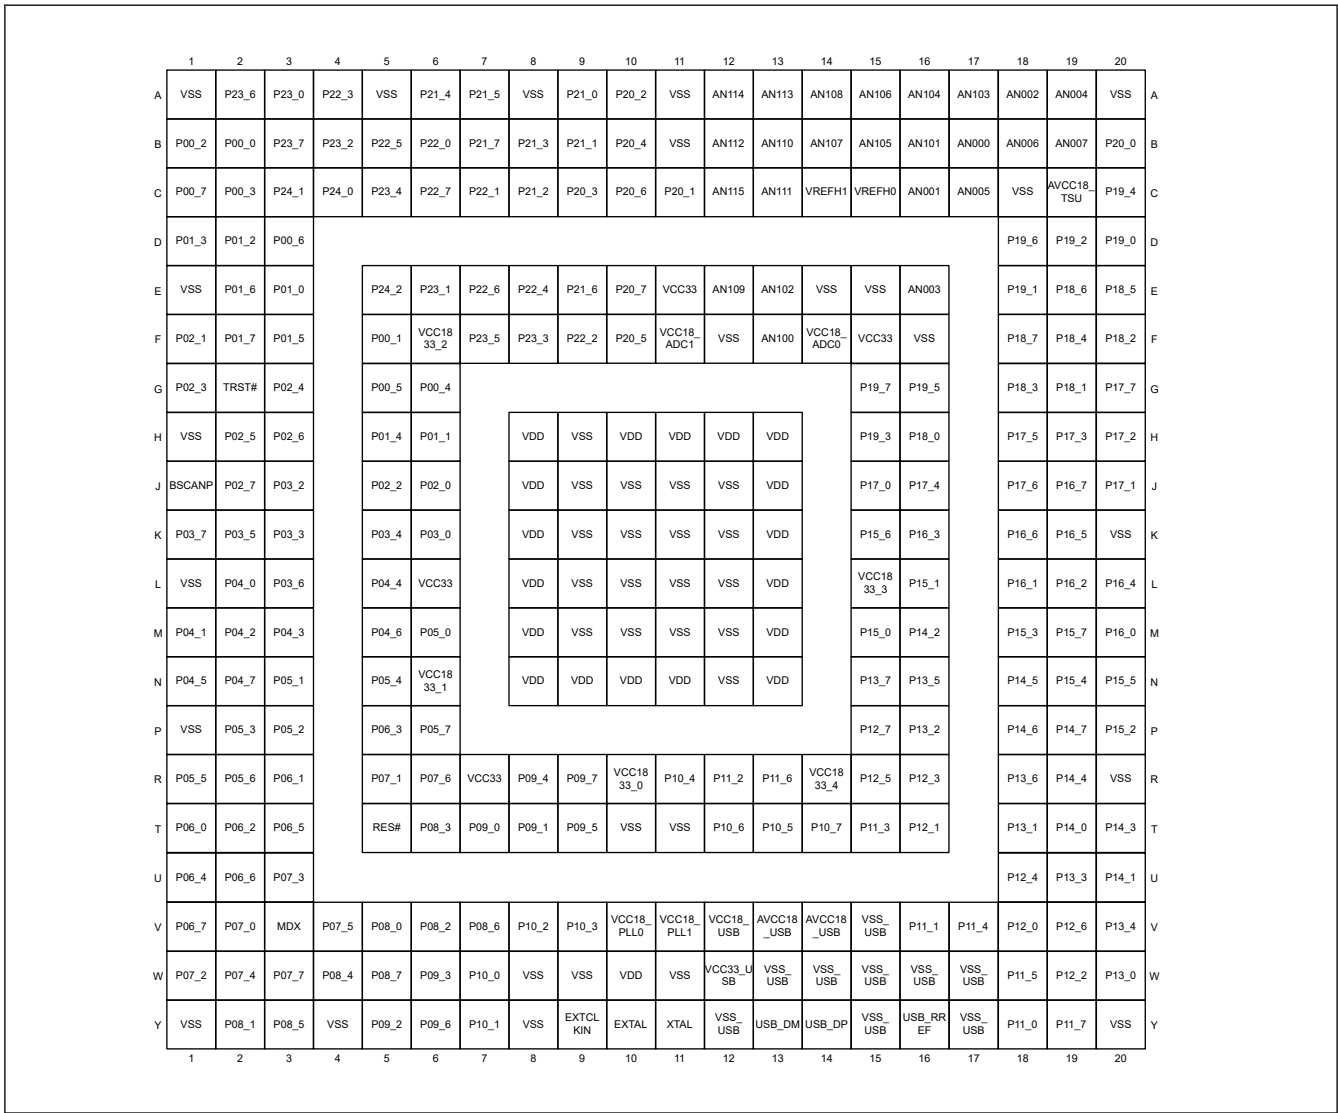 1 2 3 4 5 6 7 8 9 10 11 12 13 14 15 16 17 18 19 20
A VSS P23_6 P23_0 P22_3 VSS P21_4 P21_5 VSS P21_0 P20_2 VSS AN114 AN113 AN108 AN106 AN104 AN103 AN002 AN004 VSS A
B P00_2 P00_0 P23_7 P23_2 P22_5 P22_0 P21_7 P21_3 P21_1 P20_4 VSS AN112 AN110 AN107 AN105 AN101 AN000 AN006 AN007 P20_0 B
C P00_7 P00_3 P24_1 P24_0 P23_4 P22_7 P22_1 P21_2 P20_3 P20_6 P20_1 AN115 AN111 VREFH1 VREFH0 AN001 AN005 VSS AVCC18_TSU P19_4 C
D P01_3 P01_2 P00_6 P19_6 P19_2 P19_0 D
E VSS P01_6 P01_0 P24_2 P23_1 P22_6 P22_4 P21_6 P20_7 VCC33 AN109 AN102 VSS VSS AN003 P19_1 P18_6 P18_5 E
F P02_1 P01_7 P01_5 P00_1 VCC1833_2 P23_5 P23_3 P22_2 P20_5 VCC18_ADC1 VSS AN100 VCC18_ADC0 VCC33 VSS P18_7 P18_4 P18_2 F
G P02_3 TRST# P02_4 P00_5 P00_4 P19_7 P19_5 P18_3 P18_1 P17_7 G
H VSS P02_5 P02_6 P01_4 P01_1 VDD VSS VDD VDD VDD VDD P19_3 P18_0 P17_5 P17_3 P17_2 H
J BSCANP P02_7 P03_2 P02_2 P02_0 VDD VSS VSS VSS VSS VDD P17_0 P17_4 P17_6 P16_7 P17_1 J
K P03_7 P03_5 P03_3 P03_4 P03_0 VDD VSS VSS VSS VSS VDD P15_6 P16_3 P16_6 P16_5 VSS K
L VSS P04_0 P03_6 P04_4 VCC33 VDD VSS VSS VSS VSS VDD VCC1833_3 P15_1 P16_1 P16_2 P16_4 L
M P04_1 P04_2 P04_3 P04_6 P05_0 VDD VSS VSS VSS VSS VDD P15_0 P14_2 P15_3 P15_7 P16_0 M
N P04_5 P04_7 P05_1 P05_4 VCC1833_1 VDD VDD VDD VDD VSS VDD P13_7 P13_5 P14_5 P15_4 P15_5 N
P VSS P05_3 P05_2 P06_3 P05_7 P12_7 P13_2 P14_6 P14_7 P15_2 P
R P05_5 P05_6 P06_1 P07_1 P07_6 VCC33 P09_4 P09_7 VCC1833_0 P10_4 P11_2 P11_6 VCC1833_4 P12_5 P12_3 P13_6 P14_4 VSS R
T P06_0 P06_2 P06_5 RES# P08_3 P09_0 P09_1 P09_5 VSS VSS P10_6 P10_5 P10_7 P11_3 P12_1 P13_1 P14_0 P14_3 T
U P06_4 P06_6 P07_3 P12_4 P13_3 P14_1 U
V P06_7 P07_0 MDX P07_5 P08_0 P08_2 P08_6 P10_2 P10_3 VCC18_PLL0 VCC18_PLL1 VCC18_USB AVCC18_USB AVCC18_USB VSS_USB P11_1 P11_4 P12_0 P12_6 P13_4 V
W P07_2 P07_4 P07_7 P08_4 P08_7 P09_3 P10_0 VSS VSS VDD VSS VCC33_USB VSS_USB VSS_USB VSS_USB VSS_USB VSS_USB P11_5 P12_2 P13_0 W
Y VSS P08_1 P08_5 VSS P09_2 P09_6 P10_1 VSS EXTCLKIN EXTAL XTAL VSS_USB USB_DM USB_DP VSS_USB USB_RREF VSS_USB P11_0 P11_7 VSS Y
1 2 3 4 5 6 7 8 9 10 11 12 13 14 15 16 17 18 19 20